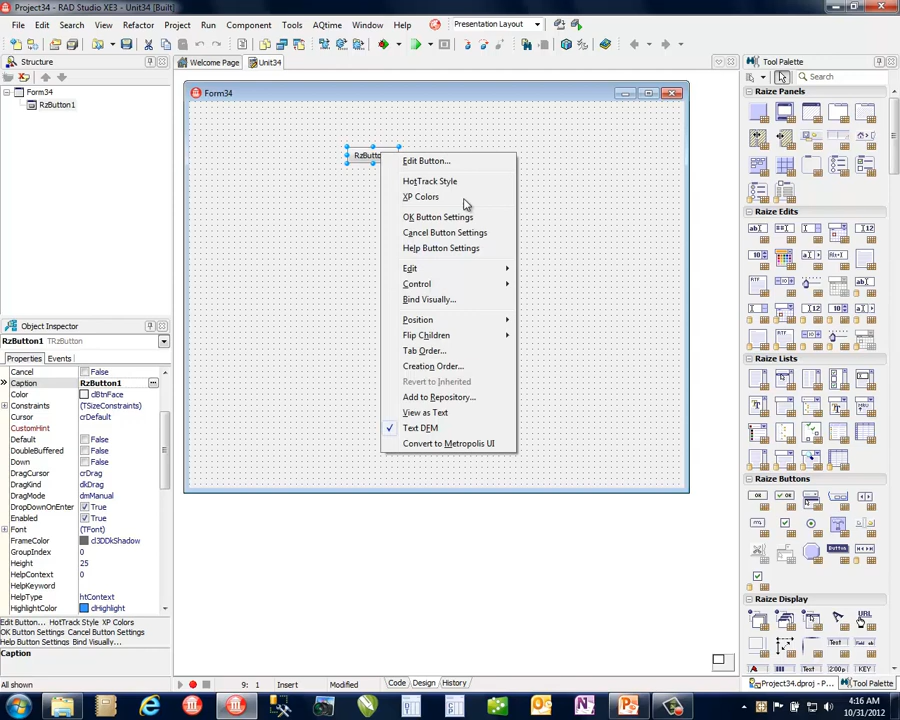 Project34 - RAD Studio XE3 - Unit34 [Built]
File Edit Search View Refactor Project Run Component Tools AQtime Window Help Presentation Layout
Structure
Welcome Page Unit34
Tool Palette
Search
Form34
RzButton1
Form34
RzButto
Edit Button...
HotTrack Style
XP Colors
OK Button Settings
Cancel Button Settings
Help Button Settings
Edit
Control
Bind Visually...
Position
Flip Children
Tab Order...
Creation Order...
Revert to Inherited
Add to Repository...
View as Text
Text DFM
Convert to Metropolis UI
Raize Panels
Raize Edits
Raize Lists
Raize Buttons
Raize Display
Object Inspector
RzButton1 TRzButton
Properties Events
Cancel False
Caption RzButton1
Color clBtnFace
Constraints (TSizeConstraints)
Cursor crDefault
CustomHint
Default False
DoubleBuffered False
Down False
DragCursor crDrag
DragKind dkDrag
DragMode dmManual
DropDownOnEnter True
Enabled True
Font (TFont)
FrameColor cl3DDkShadow
GroupIndex 0
Height 25
HelpContext 0
HelpKeyword
HelpType htContext
HighlightColor clHighlight
Edit Button... HotTrack Style XP Colors
OK Button Settings Cancel Button Settings
Help Button Settings Bind Visually...
Caption
All shown
9: 1 Insert Modified
Code Design History
Project34.dproj - P... Tool Palette
4:16 AM
10/31/2012